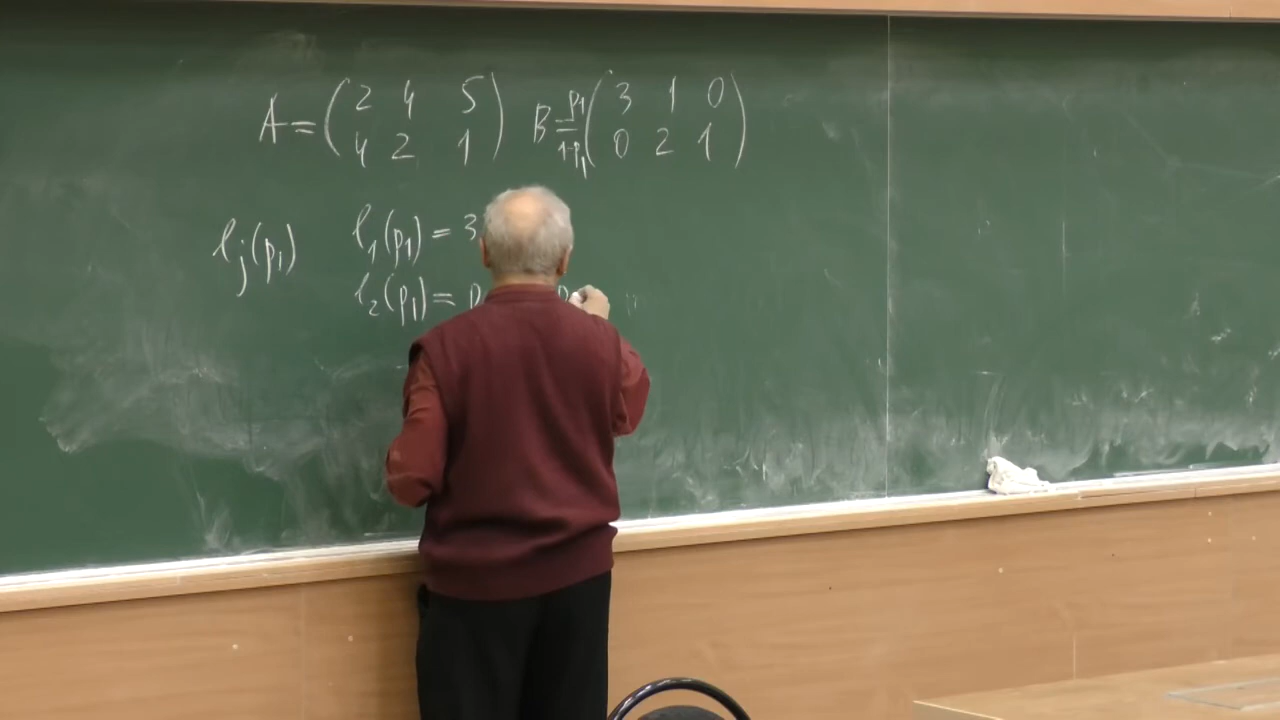 A = ( 2 4 5 B = p₁ ( 3 1 0 )
4 2 1 ) 1-p₁ 0 2 1
lⱼ(p₁) l₁(p₁) = 3
l₂(p₁) = p